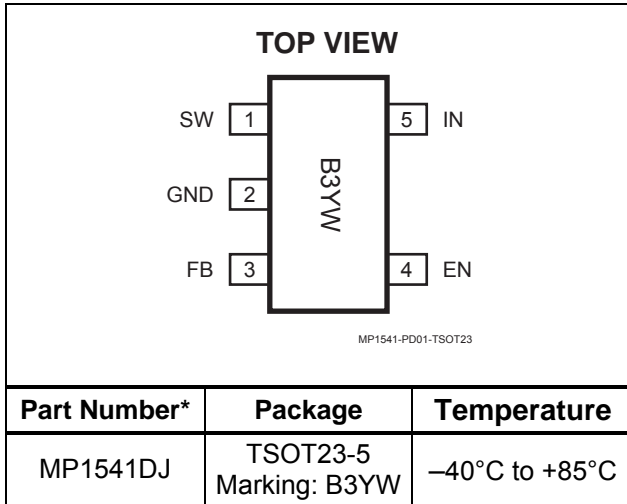 TOP VIEW
SW 1 5 IN
B3YW
GND 2
FB 3 4 EN
MP1541-PD01-TSOT23
Part Number* Package Temperature
MP1541DJ TSOT23-5 –40°C to +85°C
Marking: B3YW